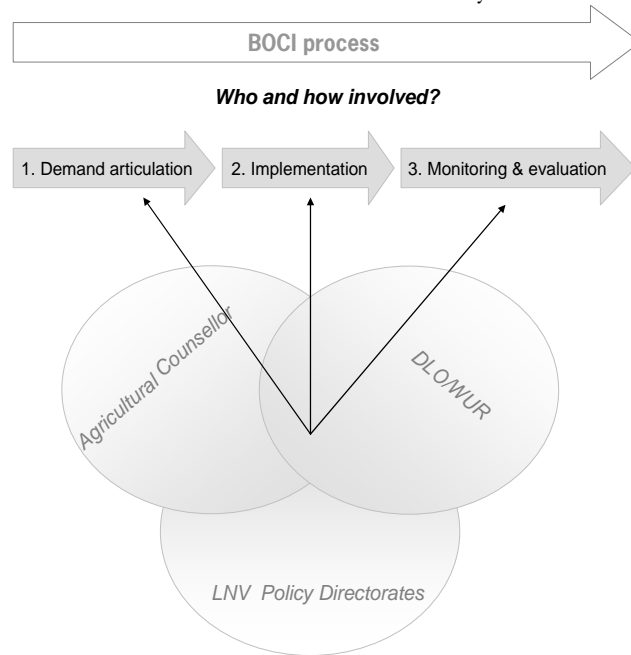 BOCI process
Who and how involved?
1. Demand articulation
2. Implementation
3. Monitoring & evaluation
Agricultural Counsellor
DLO/WUR
LNV Policy Directorates